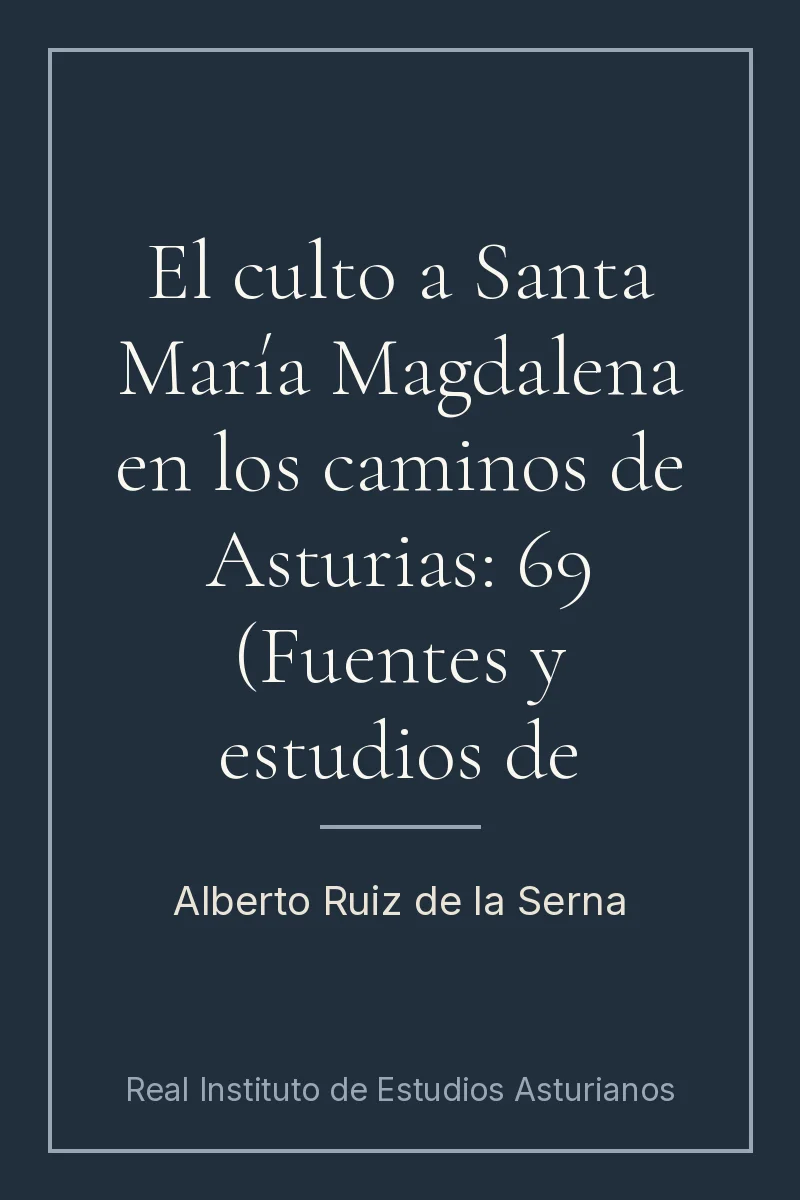 El culto a Santa
María Magdalena
en los caminos de
Asturias: 69
(Fuentes y
estudios de
Alberto Ruiz de la Serna
Real Instituto de Estudios Asturianos